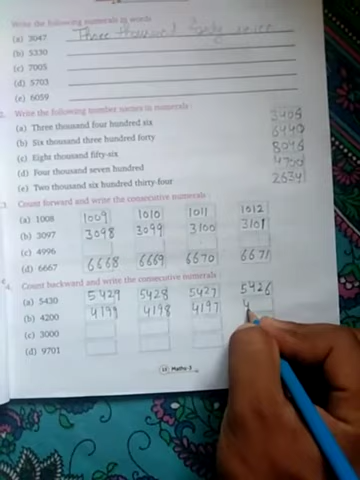 Write the following numerals in words
(a) 3047 Three thousand forty seven
(b) 5330
(c) 7005
(d) 5703
(e) 6059
2. Write the following number names in numerals :
(a) Three thousand four hundred six 3406
(b) Six thousand three hundred forty
(c) Eight thousand fifty-six
(d) Four thousand seven hundred 4700
(e) Two thousand six hundred thirty-four 2634
3. Count forward and write the consecutive numerals :
(a) 1008 1009 1010 1011 1012
(b) 3097 3098 3099 3100 3101
(c) 4996
(d) 6667 6668 6669 6670 6671
4. Count backward and write the consecutive numerals
(a) 5430 5429 5428 5427 5426
(b) 4200 4199 4198 4197 4
(c) 3000
(d) 9701
Maths-3